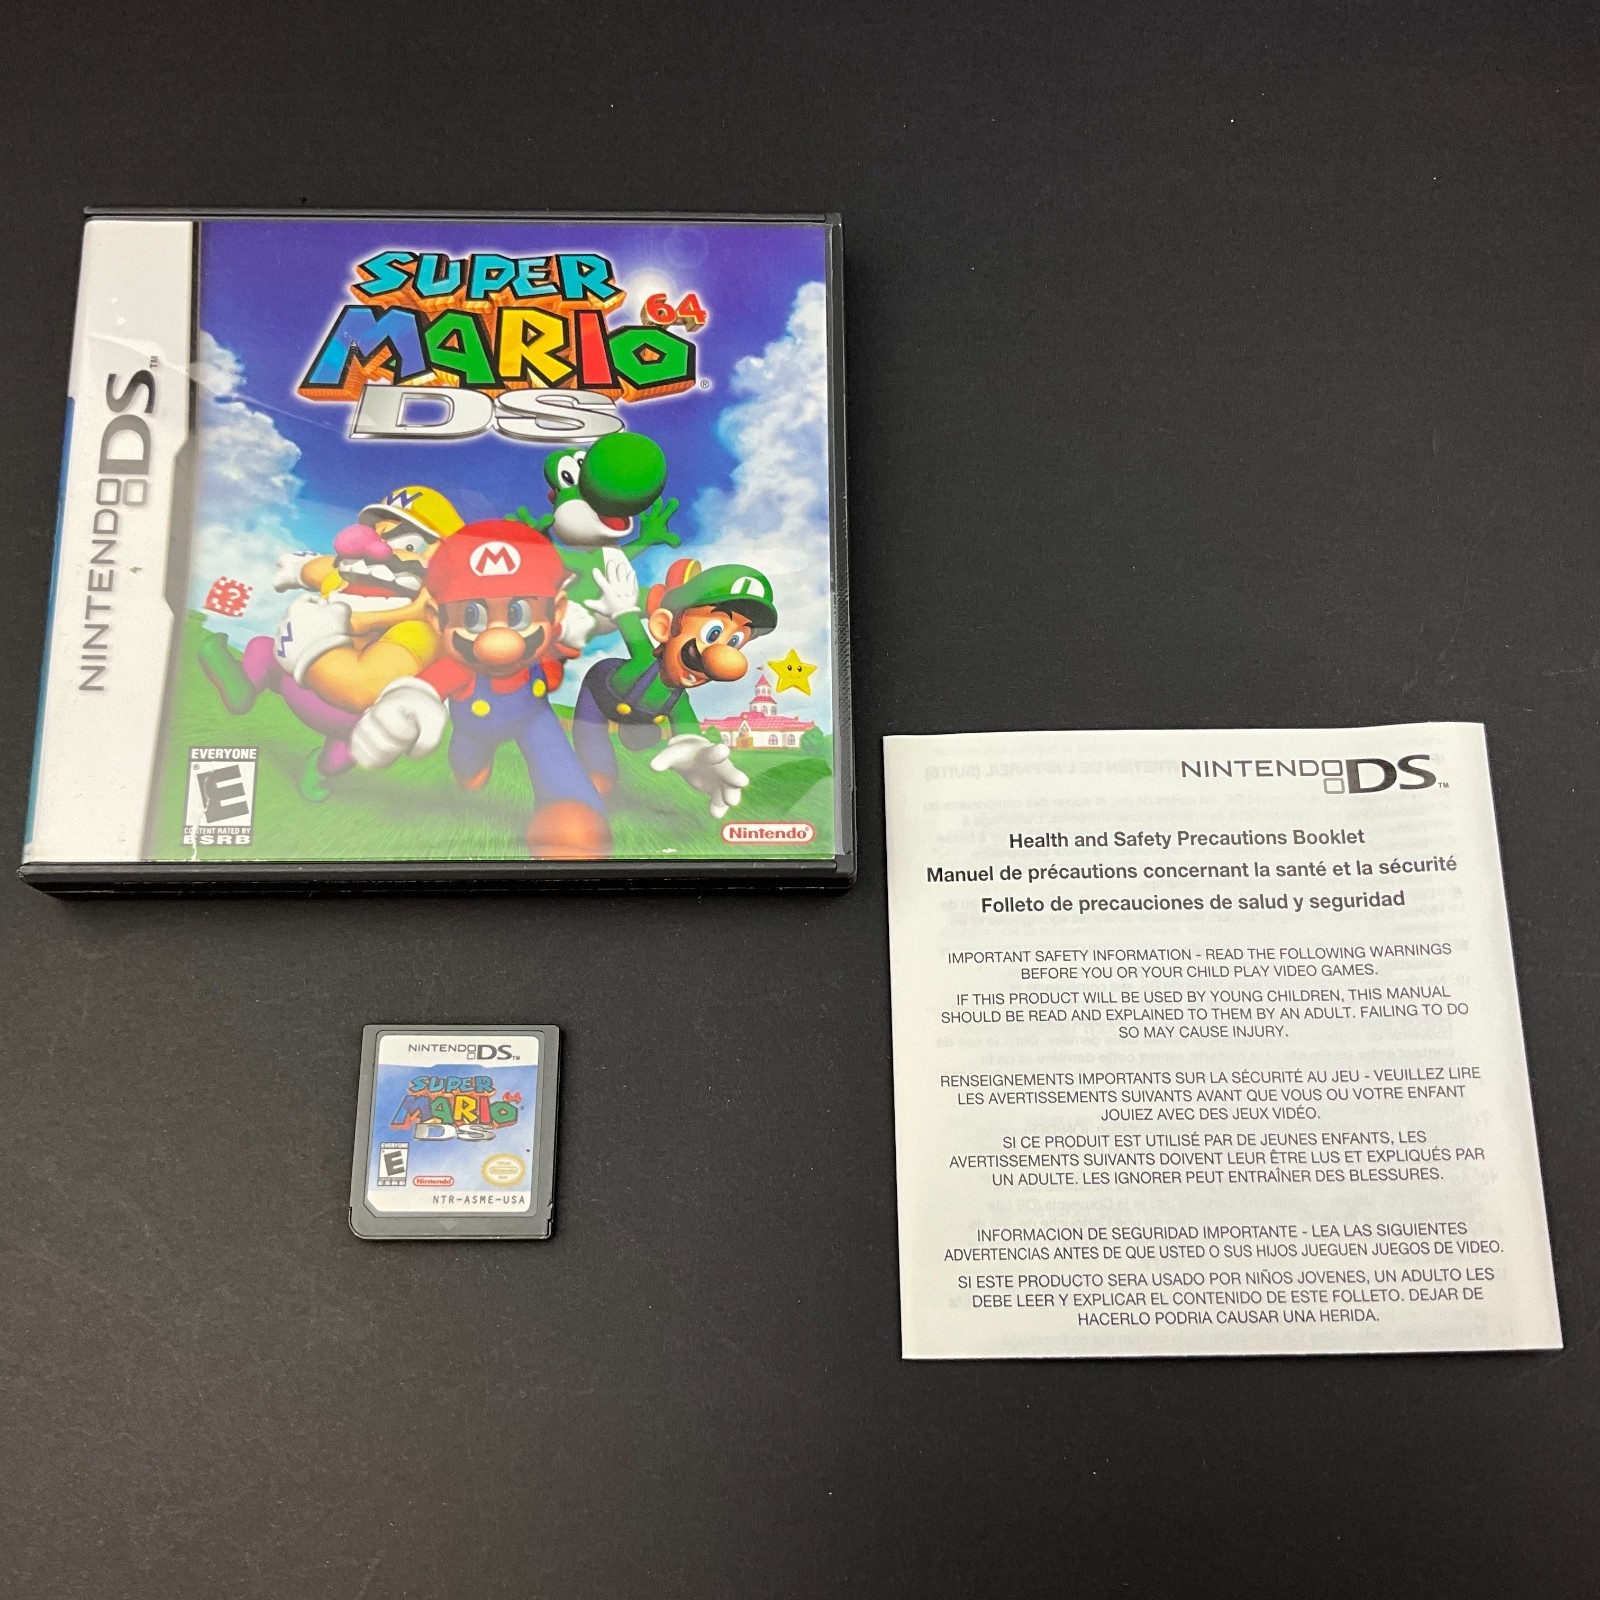 NINTENDO DS™
SUPER
MARIO 64
®
DS
W
M
L
W
?
EVERYONE
E
CONTENT RATED BY
ESRB
Nintendo®
NINTENDO DS™
SUPER
MARIO 64
DS
EVERYONE
E
ESRB
Nintendo
NTR-ASME-USA
NINTENDO DS™
Health and Safety Precautions Booklet
Manuel de précautions concernant la santé et la sécurité
Folleto de precauciones de salud y seguridad
IMPORTANT SAFETY INFORMATION - READ THE FOLLOWING WARNINGS
BEFORE YOU OR YOUR CHILD PLAY VIDEO GAMES.
IF THIS PRODUCT WILL BE USED BY YOUNG CHILDREN, THIS MANUAL
SHOULD BE READ AND EXPLAINED TO THEM BY AN ADULT. FAILING TO DO
SO MAY CAUSE INJURY.
RENSEIGNEMENTS IMPORTANTS SUR LA SÉCURITÉ AU JEU - VEUILLEZ LIRE
LES AVERTISSEMENTS SUIVANTS AVANT QUE VOUS OU VOTRE ENFANT
JOUIEZ AVEC DES JEUX VIDÉO.
SI CE PRODUIT EST UTILISÉ PAR DE JEUNES ENFANTS, LES
AVERTISSEMENTS SUIVANTS DOIVENT LEUR ÊTRE LUS ET EXPLIQUÉS PAR
UN ADULTE. LES IGNORER PEUT ENTRAÎNER DES BLESSURES.
INFORMACION DE SEGURIDAD IMPORTANTE - LEA LAS SIGUIENTES
ADVERTENCIAS ANTES DE QUE USTED O SUS HIJOS JUEGUEN JUEGOS DE VIDEO.
SI ESTE PRODUCTO SERA USADO POR NIÑOS JOVENES, UN ADULTO LES
DEBE LEER Y EXPLICAR EL CONTENIDO DE ESTE FOLLETO. DEJAR DE
HACERLO PODRIA CAUSAR UNA HERIDA.